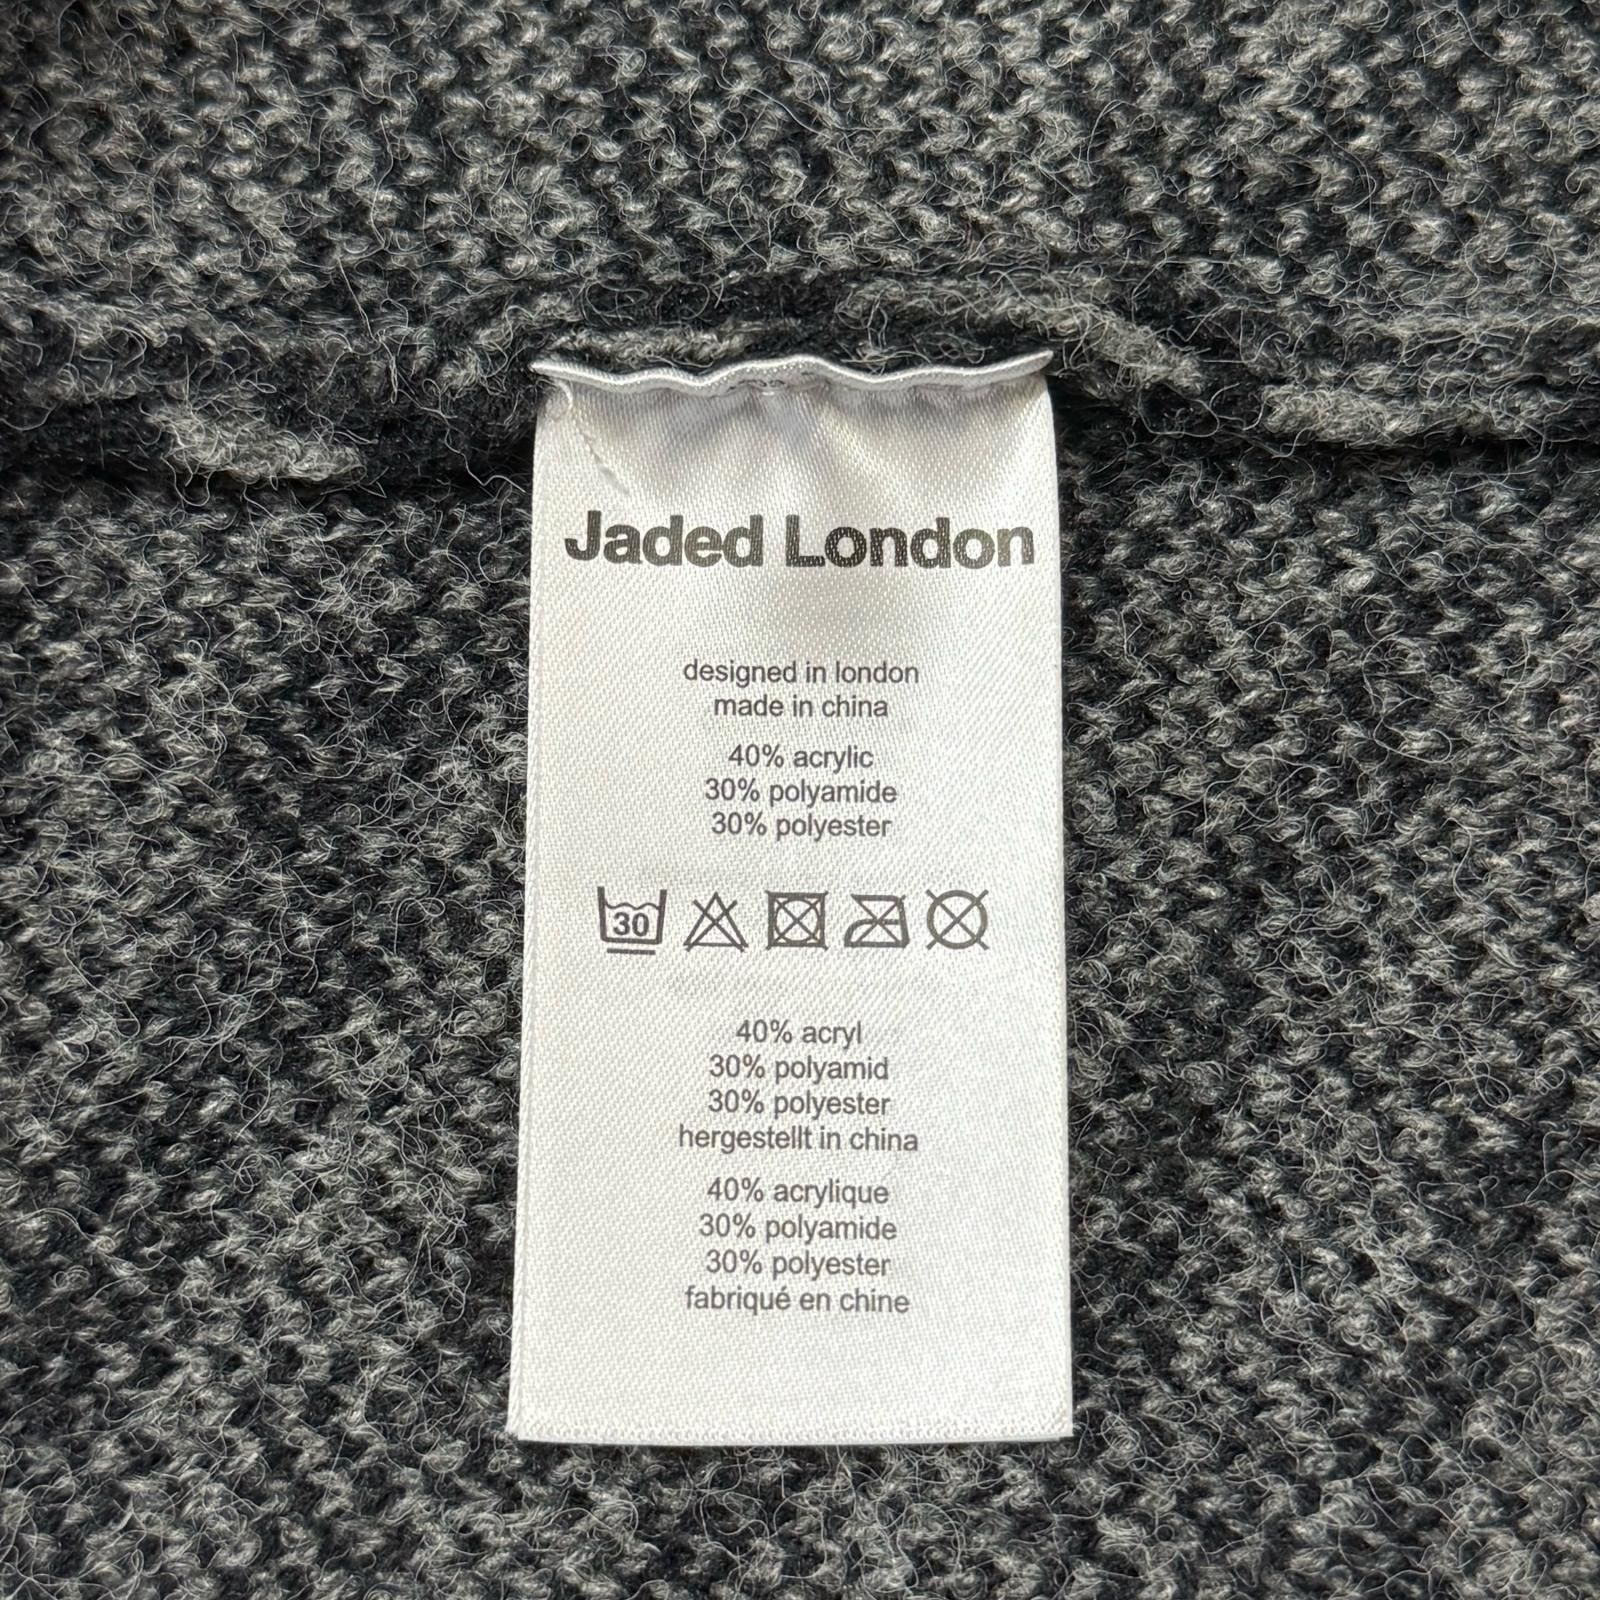 Jaded London
designed in london
made in china
40% acrylic
30% polyamide
30% polyester
30
40% acryl
30% polyamid
30% polyester
hergestellt in china
40% acrylique
30% polyamide
30% polyester
fabriqué en chine